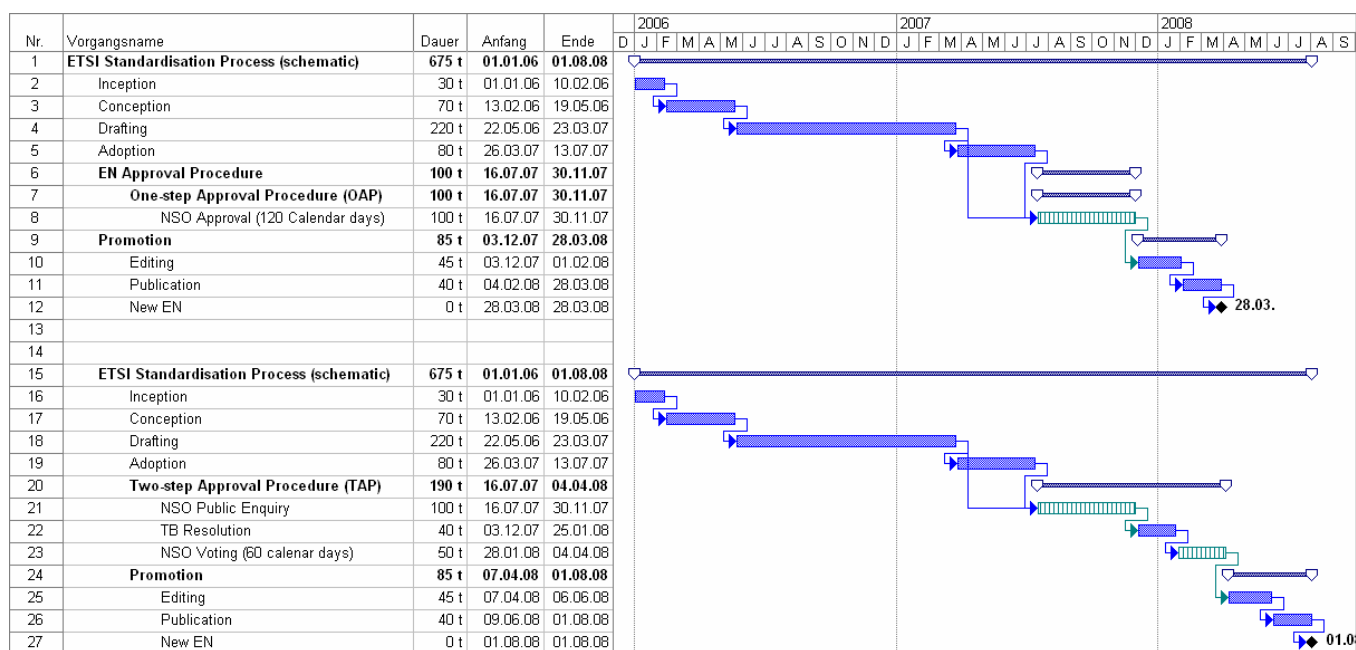 2006 2007 2008
Nr. Vorgangsname Dauer Anfang Ende D J F M A M J J A S O N D J F M A M J J A S O N D J F M A M J J A S
1 ETSI Standardisation Process (schematic) 675 t 01.01.06 01.08.08
2 Inception 30 t 01.01.06 10.02.06
3 Conception 70 t 13.02.06 19.05.06
4 Drafting 220 t 22.05.06 23.03.07
5 Adoption 80 t 26.03.07 13.07.07
6 EN Approval Procedure 100 t 16.07.07 30.11.07
7 One-step Approval Procedure (OAP) 100 t 16.07.07 30.11.07
8 NSO Approval (120 Calendar days) 100 t 16.07.07 30.11.07
9 Promotion 85 t 03.12.07 28.03.08
10 Editing 45 t 03.12.07 01.02.08
11 Publication 40 t 04.02.08 28.03.08
12 New EN 0 t 28.03.08 28.03.08 28.03.
13
14
15 ETSI Standardisation Process (schematic) 675 t 01.01.06 01.08.08
16 Inception 30 t 01.01.06 10.02.06
17 Conception 70 t 13.02.06 19.05.06
18 Drafting 220 t 22.05.06 23.03.07
19 Adoption 80 t 26.03.07 13.07.07
20 Two-step Approval Procedure (TAP) 190 t 16.07.07 04.04.08
21 NSO Public Enquiry 100 t 16.07.07 30.11.07
22 TB Resolution 40 t 03.12.07 25.01.08
23 NSO Voting (60 calenar days) 50 t 28.01.08 04.04.08
24 Promotion 85 t 07.04.08 01.08.08
25 Editing 45 t 07.04.08 06.06.08
26 Publication 40 t 09.06.08 01.08.08
27 New EN 0 t 01.08.08 01.08.08 01.0